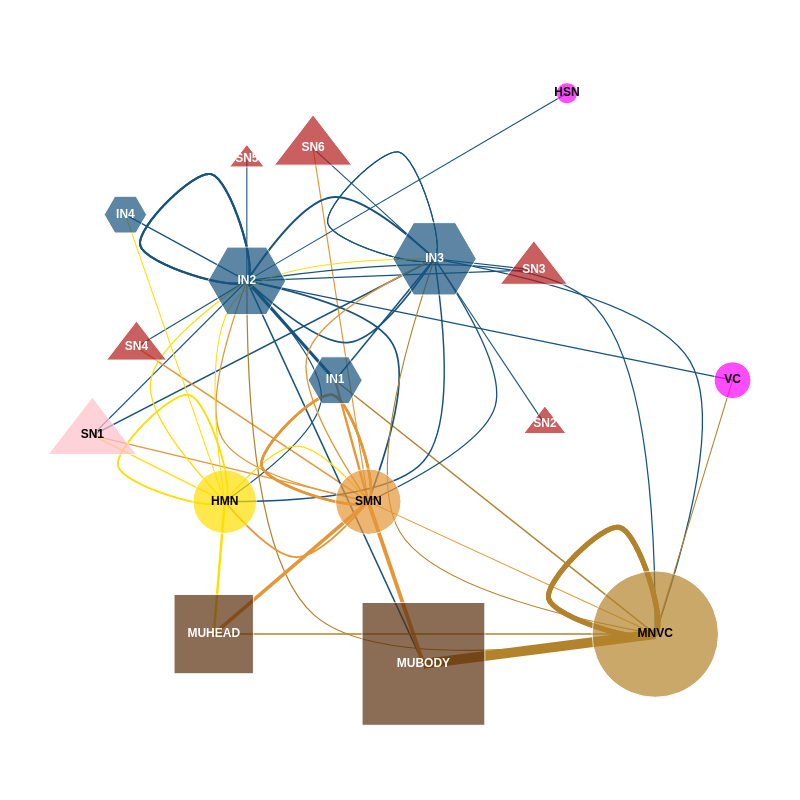 HSN
SN6
SN5
IN4
IN3
SN3
IN2
SN4
IN1
VC
SN2
SN1
HMN
SMN
MUHEAD
MNVC
MUBODY